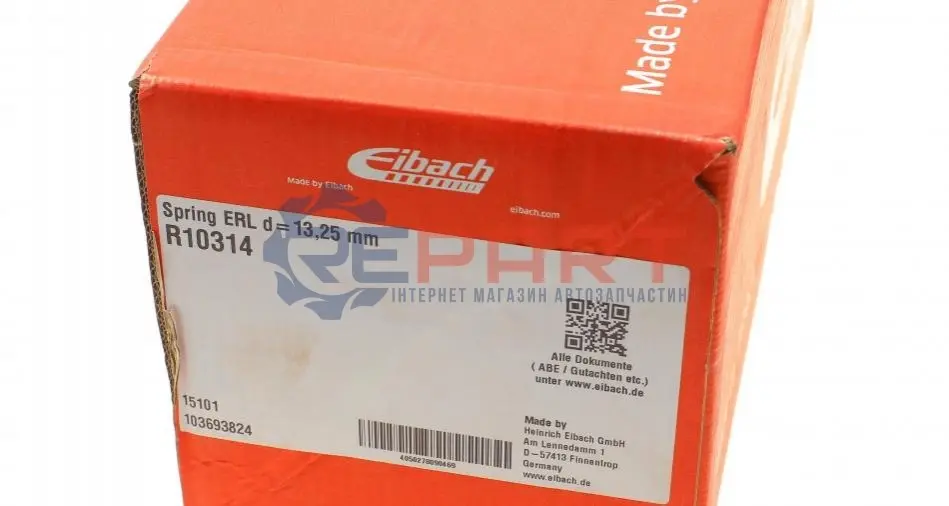 Made by
Eibach
Made by Eibach
eibach.com
Spring ERL d=13,25 mm
R10314
REPART
ІНТЕРНЕТ МАГАЗИН АВТОЗАПЧАСТИН
Alle Dokumente
( ABE / Gutachten etc.)
unter www.eibach.de
15101
103693824
4050278090469
Made by
Heinrich Eibach GmbH
Am Lennedamm 1
D-57413 Finnentrop
Germany
www.eibach.de